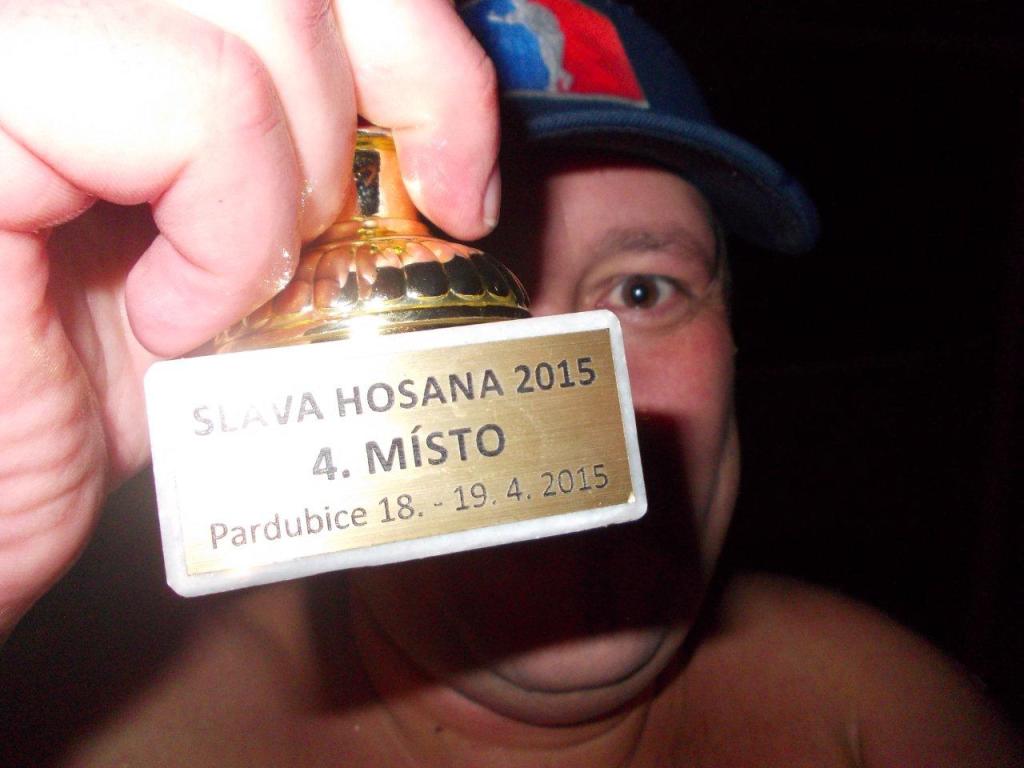 SLAVA HOSANA 2015
4. MÍSTO
Pardubice 18. - 19. 4. 2015